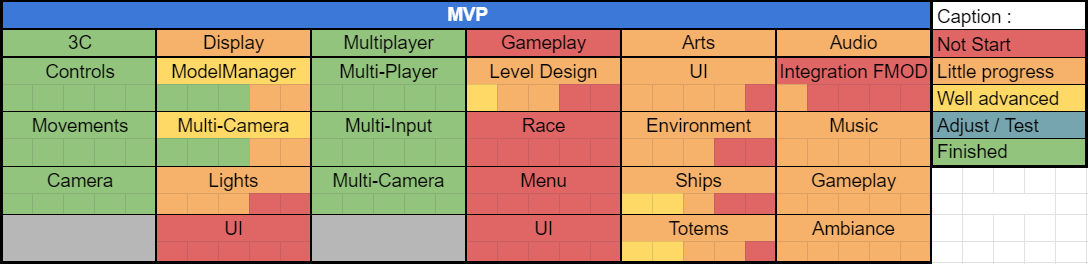 MVP Caption :
3C Display Multiplayer Gameplay Arts Audio Not Start
Controls ModelManager Multi-Player Level Design UI Integration FMOD Little progress
Well advanced
Movements Multi-Camera Multi-Input Race Environment Music Adjust / Test
Finished
Camera Lights Multi-Camera Menu Ships Gameplay
UI UI Totems Ambiance